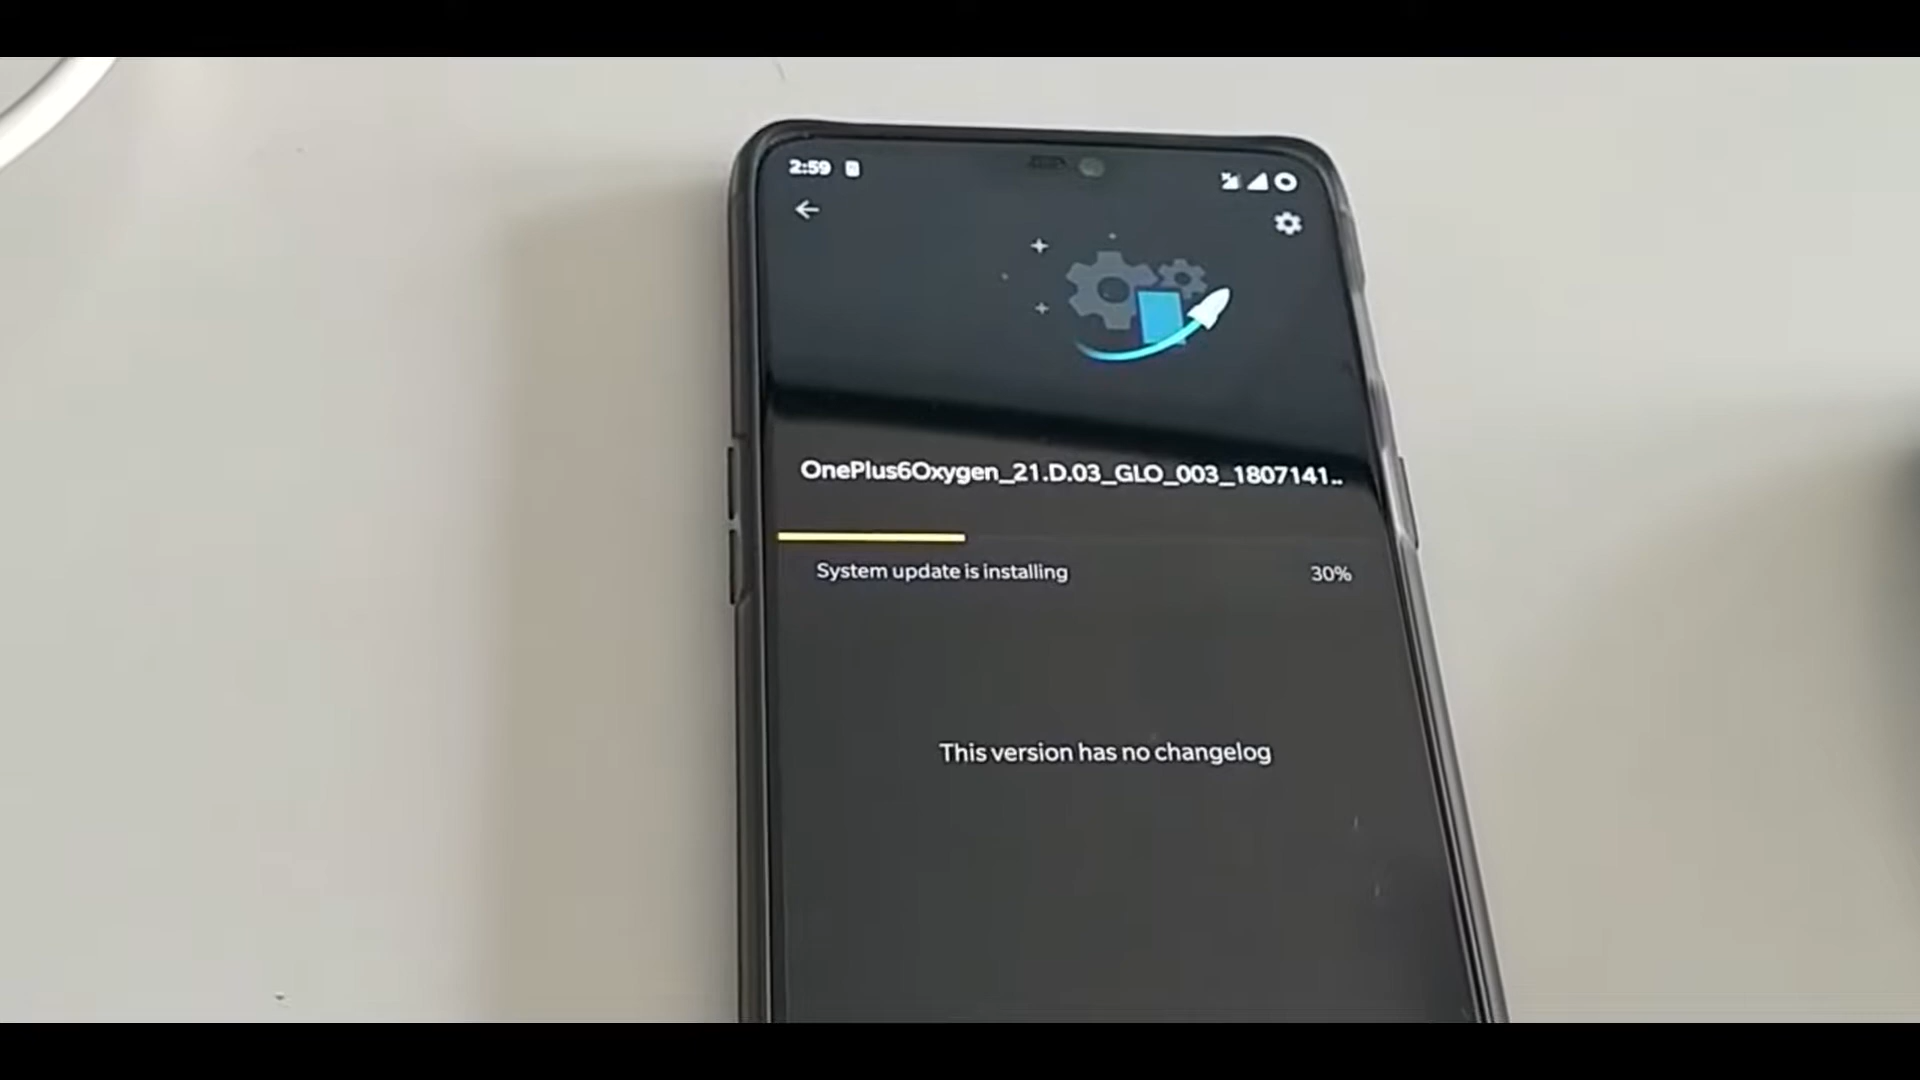 2:59
OnePlus6Oxygen_21.D.03_GLO_003_1807141..
System update is installing 30%
This version has no changelog